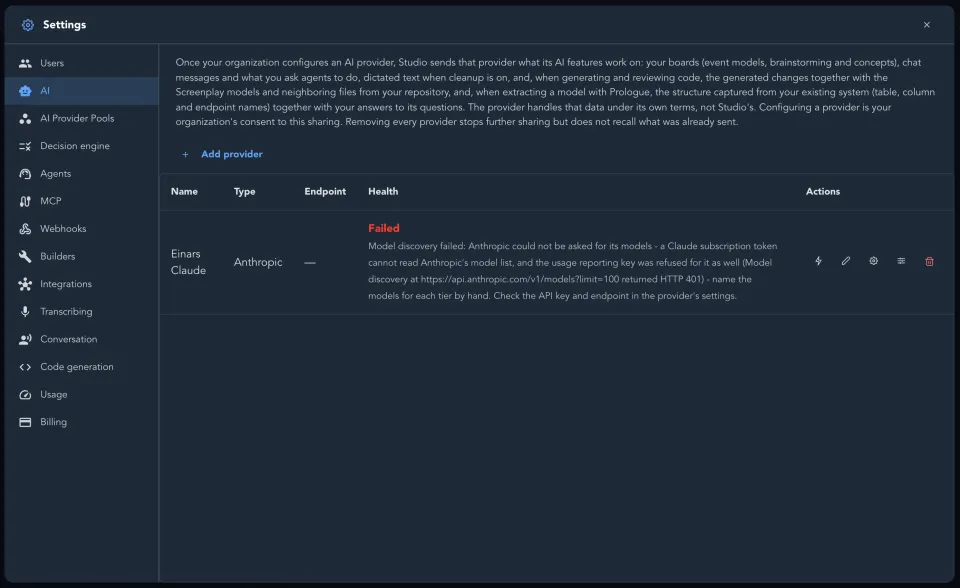 Settings
Users
AI
AI Provider Pools
Decision engine
Agents
MCP
Webhooks
Builders
Integrations
Transcribing
Conversation
Code generation
Usage
Billing
Once your organization configures an AI provider, Studio sends that provider what its AI features work on: your boards (event models, brainstorming and concepts), chat
messages and what you ask agents to do, dictated text when cleanup is on, and, when generating and reviewing code, the generated changes together with the
Screenplay models and neighboring files from your repository, and, when extracting a model with Prologue, the structure captured from your existing system (table, column
and endpoint names) together with your answers to its questions. The provider handles that data under its own terms, not Studio's. Configuring a provider is your
organization's consent to this sharing. Removing every provider stops further sharing but does not recall what was already sent.
+ Add provider
Name Type Endpoint Health Actions
Einars
Claude
Anthropic
—
Failed
Model discovery failed: Anthropic could not be asked for its models - a Claude subscription token
cannot read Anthropic's model list, and the usage reporting key was refused for it as well (Model
discovery at https://api.anthropic.com/v1/models?limit=100 returned HTTP 401) - name the
models for each tier by hand. Check the API key and endpoint in the provider's settings.